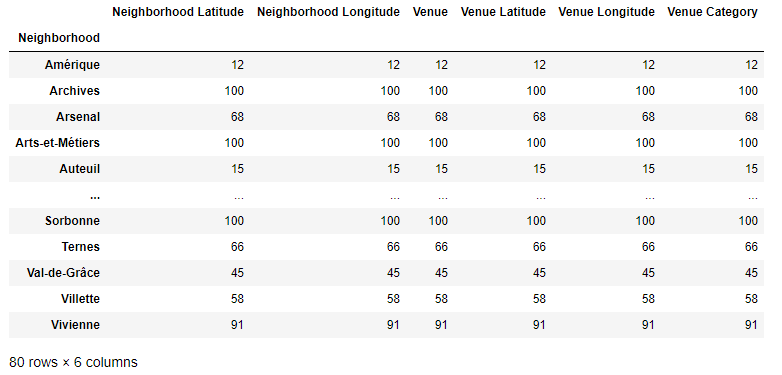 Neighborhood Latitude Neighborhood Longitude Venue Venue Latitude Venue Longitude Venue Category
Neighborhood
Amérique 12 12 12 12 12 12
Archives 100 100 100 100 100 100
Arsenal 68 68 68 68 68 68
Arts-et-Métiers 100 100 100 100 100 100
Auteuil 15 15 15 15 15 15
... ... ... ... ... ... ...
Sorbonne 100 100 100 100 100 100
Ternes 66 66 66 66 66 66
Val-de-Grâce 45 45 45 45 45 45
Villette 58 58 58 58 58 58
Vivienne 91 91 91 91 91 91
80 rows × 6 columns